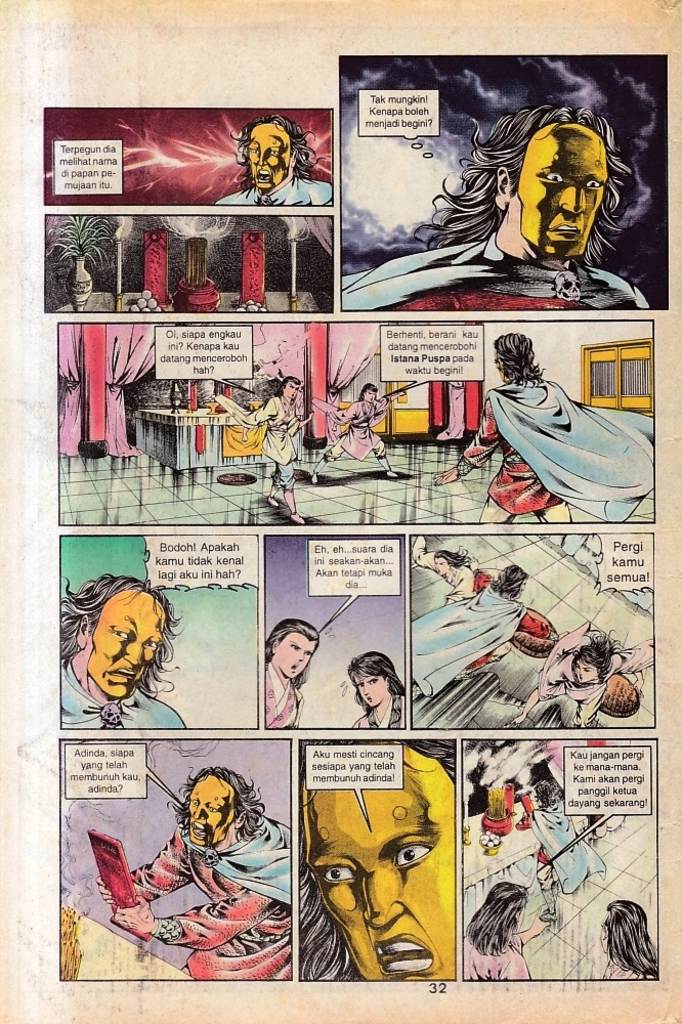 Terpegun dia
melihat nama
di papan pe-
mujaan itu.
Tak mungkin!
Kenapa boleh
menjadi begini?
Oi, siapa engkau
ini? Kenapa kau
datang menceroboh
hah?
Berhenti, berani kau
datang mencerobohi
Istana Puspa pada
waktu begini!
Bodoh! Apakah
kamu tidak kenal
lagi aku ini hah?
Eh, eh...suara dia
ini seakan-akan...
Akan tetapi muka
dia...
Pergi
kamu
semua!
Adinda, siapa
yang telah
membunuh kau,
adinda?
Aku mesti cincang
sesiapa yang telah
membunuh adinda!
Kau jangan pergi
ke mana-mana.
Kami akan pergi
panggil ketua
dayang sekarang!
32